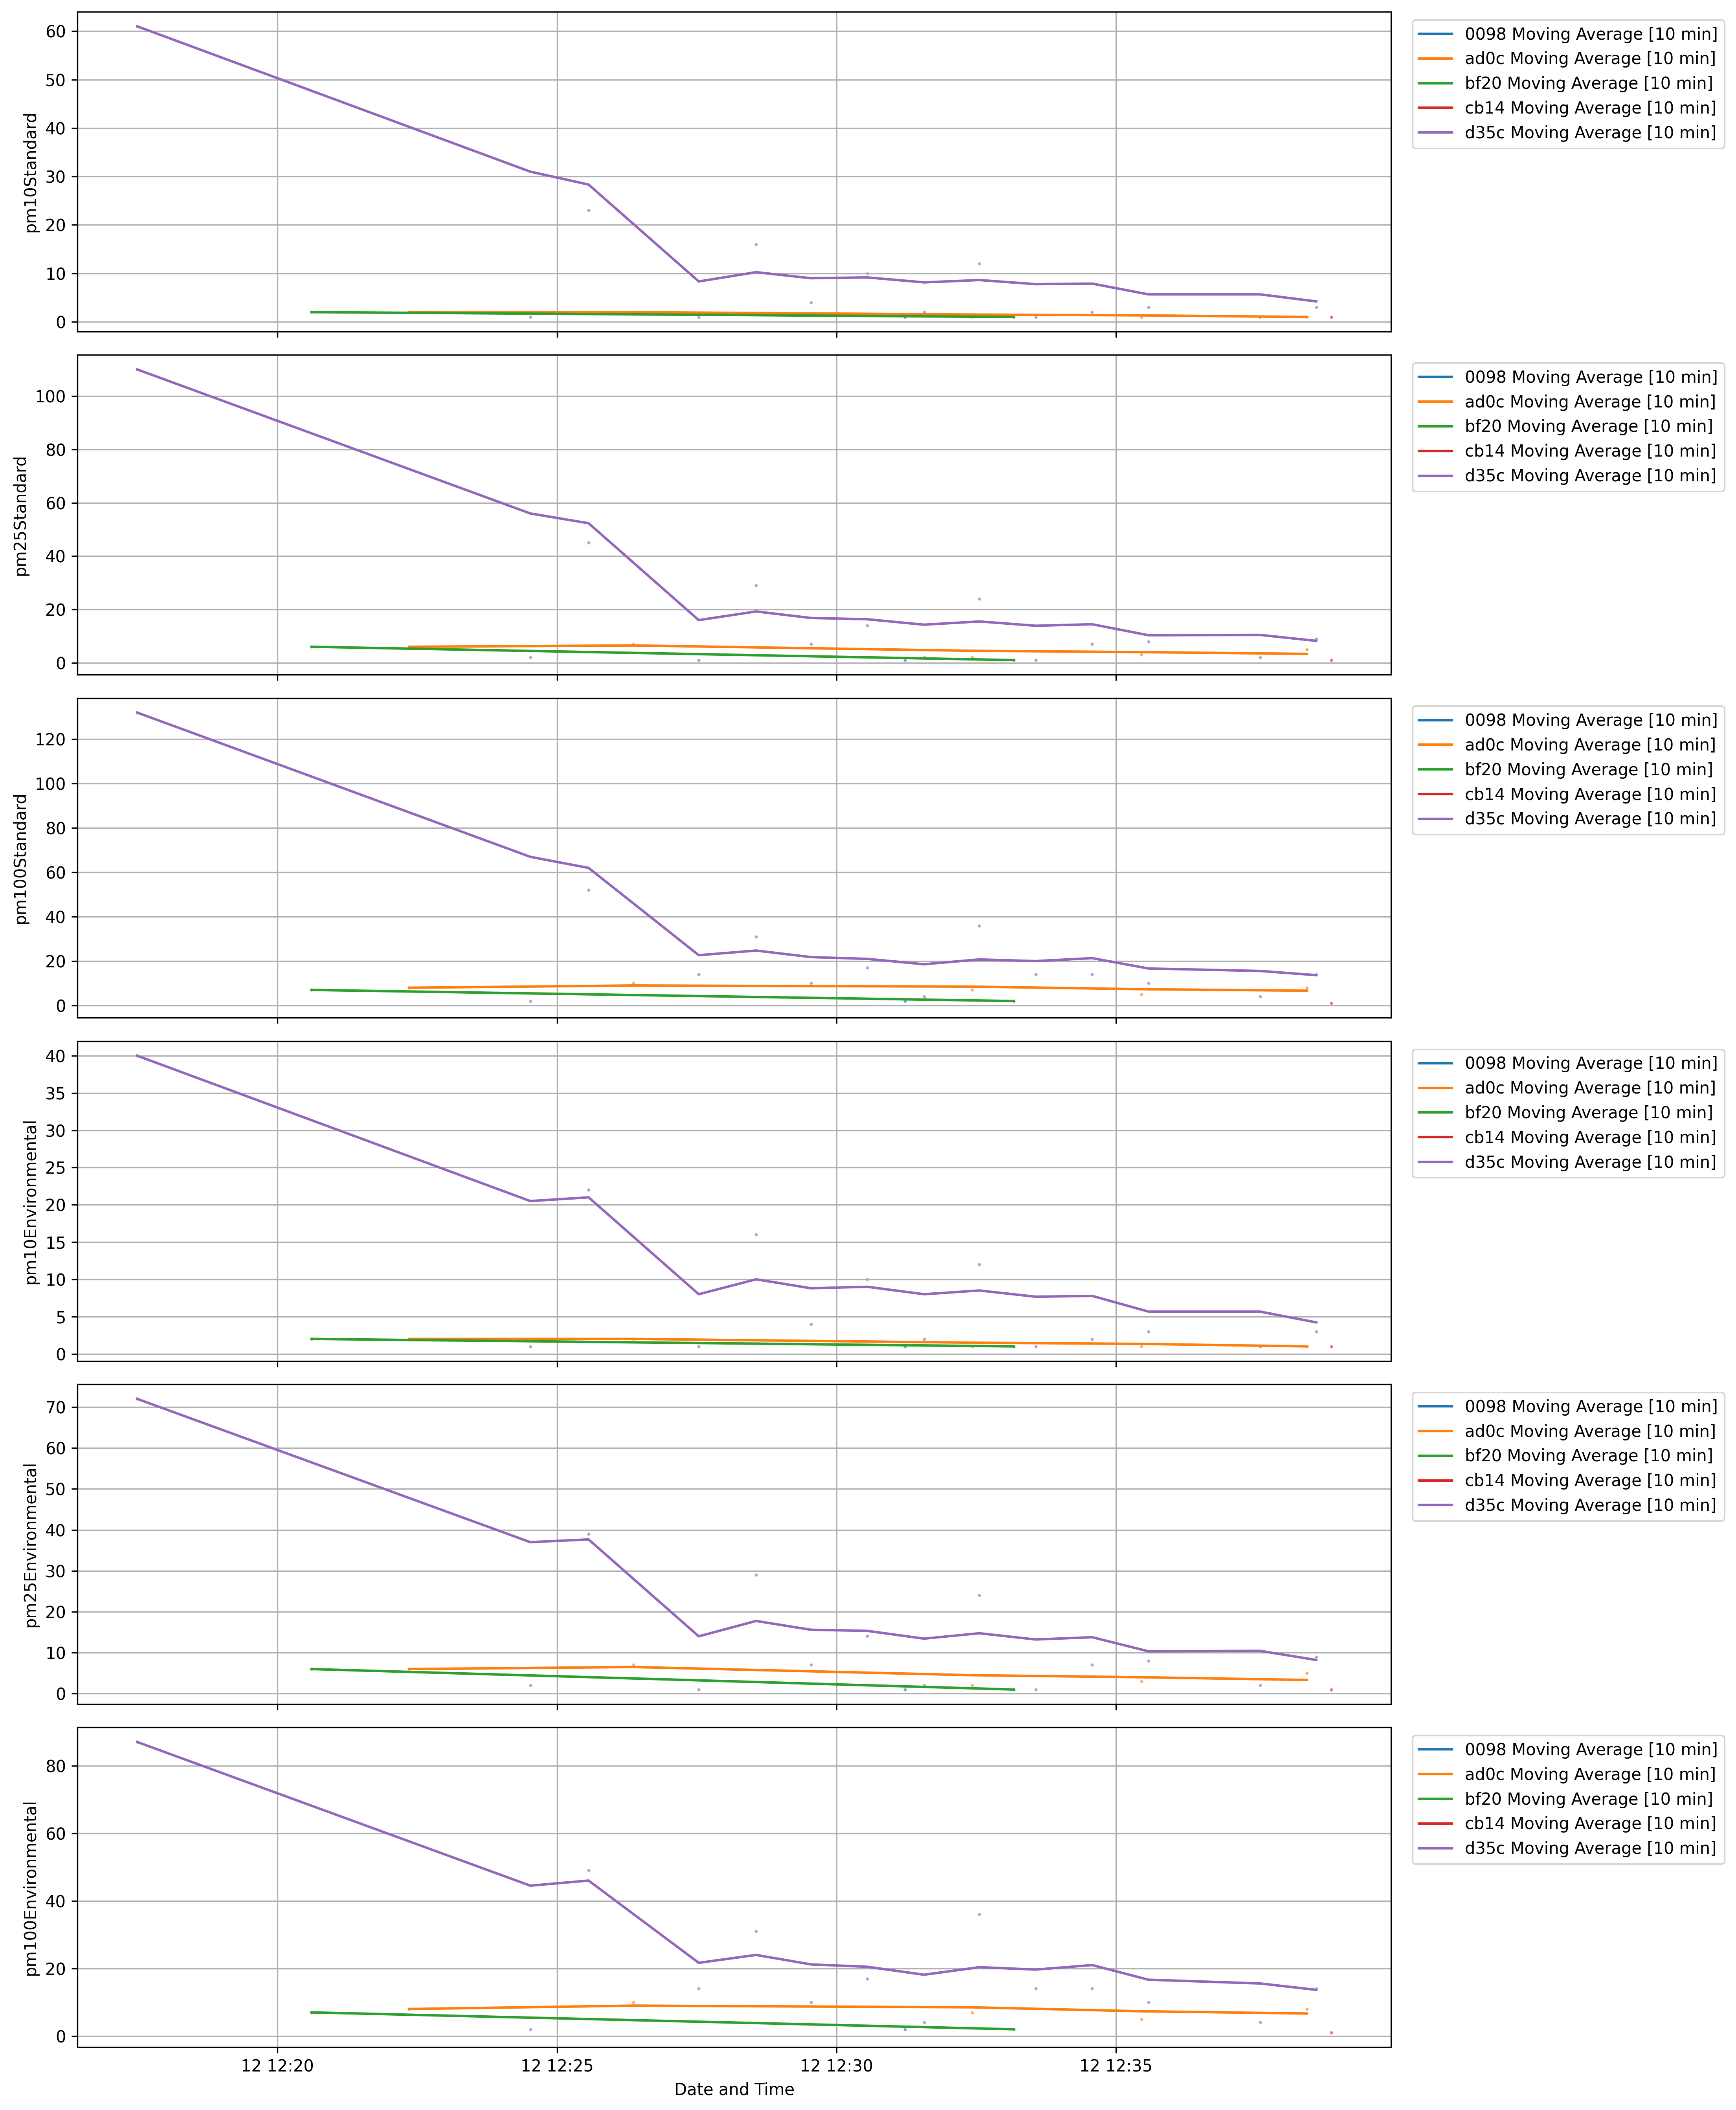 pm10Standard
60
50
40
30
20
10
0
0098 Moving Average [10 min]
ad0c Moving Average [10 min]
bf20 Moving Average [10 min]
cb14 Moving Average [10 min]
d35c Moving Average [10 min]
pm25Standard
100
80
60
40
20
0
0098 Moving Average [10 min]
ad0c Moving Average [10 min]
bf20 Moving Average [10 min]
cb14 Moving Average [10 min]
d35c Moving Average [10 min]
pm100Standard
120
100
80
60
40
20
0
0098 Moving Average [10 min]
ad0c Moving Average [10 min]
bf20 Moving Average [10 min]
cb14 Moving Average [10 min]
d35c Moving Average [10 min]
pm10Environmental
40
35
30
25
20
15
10
5
0
0098 Moving Average [10 min]
ad0c Moving Average [10 min]
bf20 Moving Average [10 min]
cb14 Moving Average [10 min]
d35c Moving Average [10 min]
pm25Environmental
70
60
50
40
30
20
10
0
0098 Moving Average [10 min]
ad0c Moving Average [10 min]
bf20 Moving Average [10 min]
cb14 Moving Average [10 min]
d35c Moving Average [10 min]
pm100Environmental
80
60
40
20
0
0098 Moving Average [10 min]
ad0c Moving Average [10 min]
bf20 Moving Average [10 min]
cb14 Moving Average [10 min]
d35c Moving Average [10 min]
12 12:20 12 12:25 12 12:30 12 12:35
Date and Time